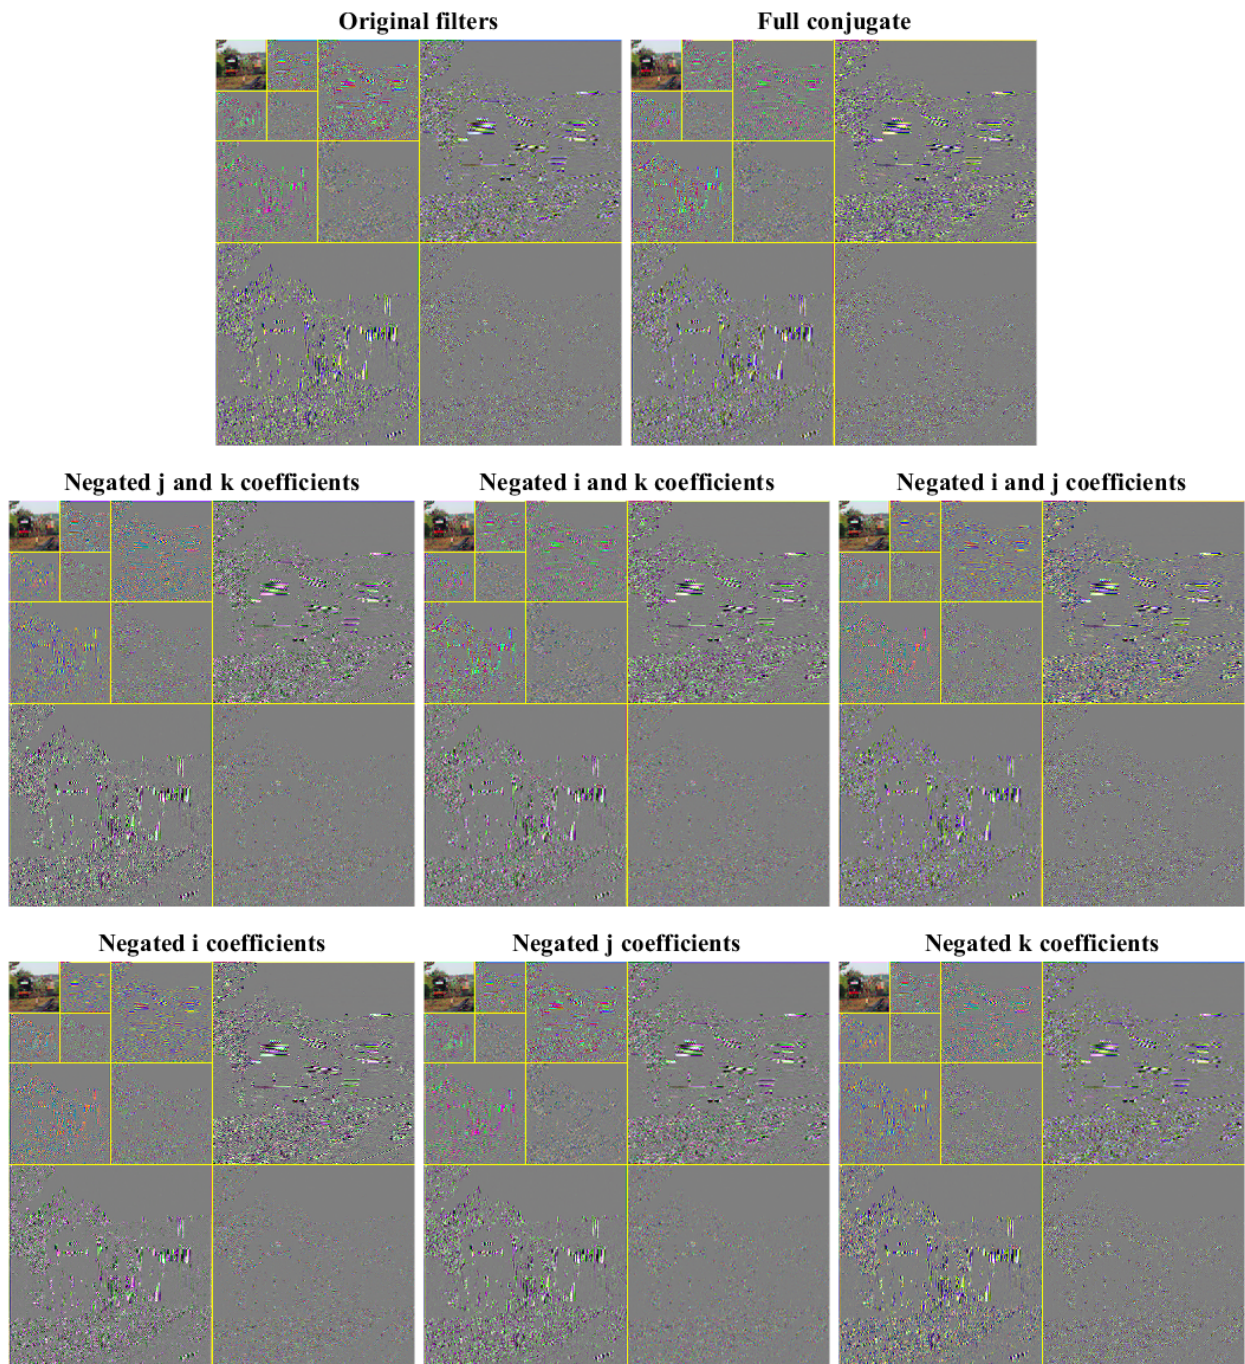 Original filters
Full conjugate
Negated j and k coefficients
Negated i and k coefficients
Negated i and j coefficients
Negated i coefficients
Negated j coefficients
Negated k coefficients